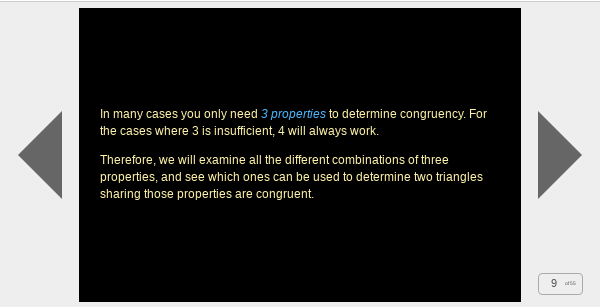 In many cases you only need 3 properties to determine congruency. For
the cases where 3 is insufficient, 4 will always work.
Therefore, we will examine all the different combinations of three
properties, and see which ones can be used to determine two triangles
sharing those properties are congruent.
9